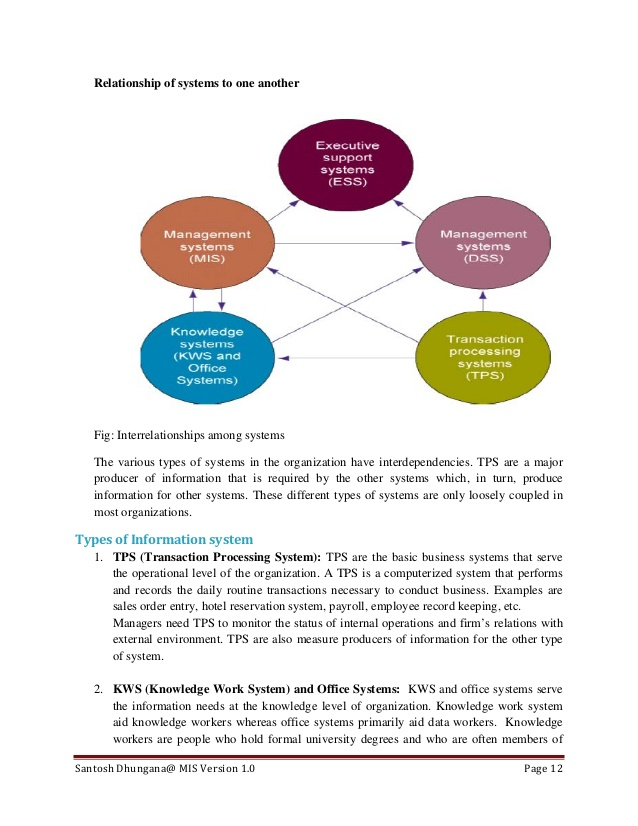 Relationship of systems to one another
Executive
support
systems
(ESS)
Management
systems
(MIS)
Management
systems
(DSS)
Knowledge
systems
(KWS and
Office
Systems)
Transaction
processing
systems
(TPS)
Fig: Interrelationships among systems
The various types of systems in the organization have interdependencies. TPS are a major
producer of information that is required by the other systems which, in turn, produce
information for other systems. These different types of systems are only loosely coupled in
most organizations.
Types of Information system
1. TPS (Transaction Processing System): TPS are the basic business systems that serve
the operational level of the organization. A TPS is a computerized system that performs
and records the daily routine transactions necessary to conduct business. Examples are
sales order entry, hotel reservation system, payroll, employee record keeping, etc.
Managers need TPS to monitor the status of internal operations and firm's relations with
external environment. TPS are also measure producers of information for the other type
of system.
2. KWS (Knowledge Work System) and Office Systems: KWS and office systems serve
the information needs at the knowledge level of organization. Knowledge work system
aid knowledge workers whereas office systems primarily aid data workers. Knowledge
workers are people who hold formal university degrees and who are often members of
Santosh Dhungana@ MIS Version 1.0 Page 12